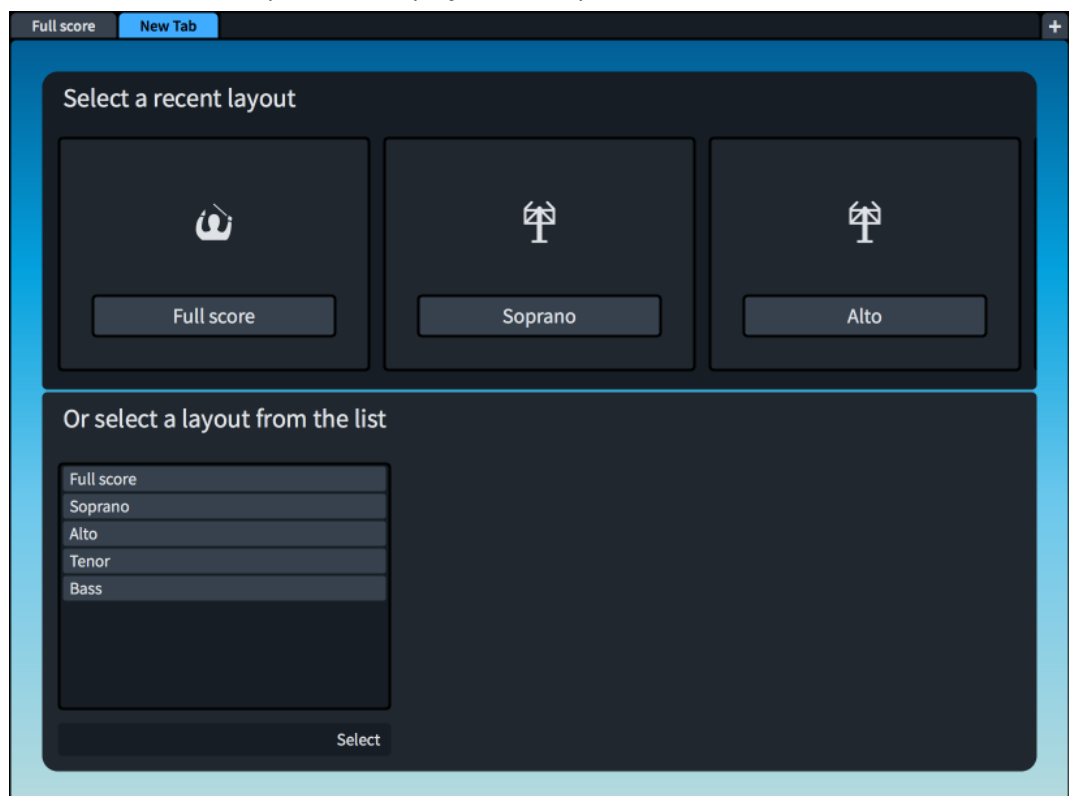 Full score New Tab +
Select a recent layout
Full score Soprano Alto
Or select a layout from the list
Full score
Soprano
Alto
Tenor
Bass
Select